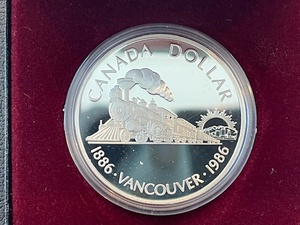 CANADA DOLLAR
1886 · VANCOUVER · 1986